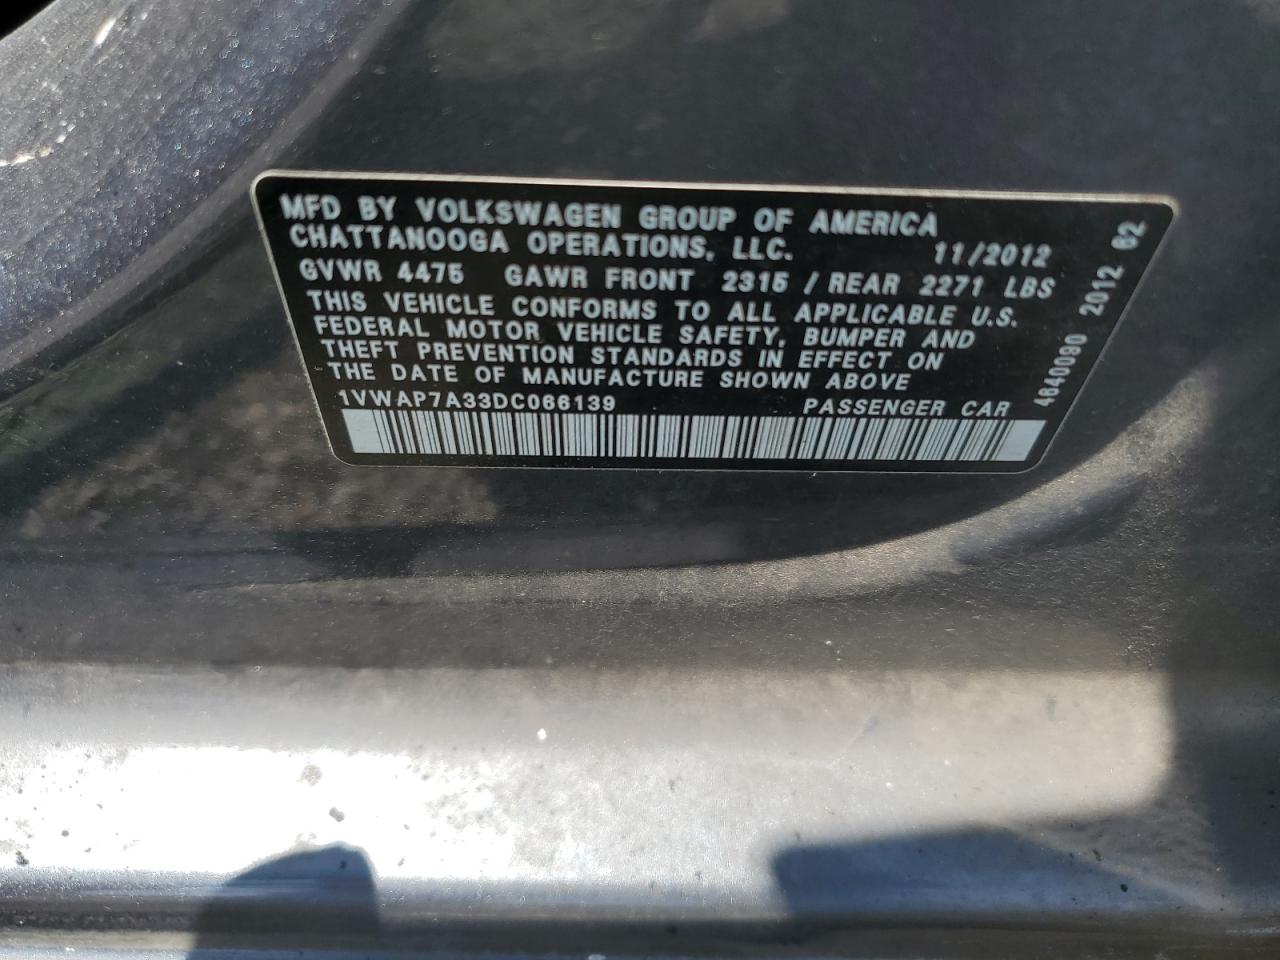 MFD BY VOLKSWAGEN GROUP OF AMERICA
CHATTANOOGA OPERATIONS, LLC. 11/2012
GVWR 4475 GAWR FRONT 2315 / REAR 2271 LBS
THIS VEHICLE CONFORMS TO ALL APPLICABLE U.S.
FEDERAL MOTOR VEHICLE SAFETY, BUMPER AND
THEFT PREVENTION STANDARDS IN EFFECT ON
THE DATE OF MANUFACTURE SHOWN ABOVE
1VWAP7A33DC066139 PASSENGER CAR
4640090 2012 62